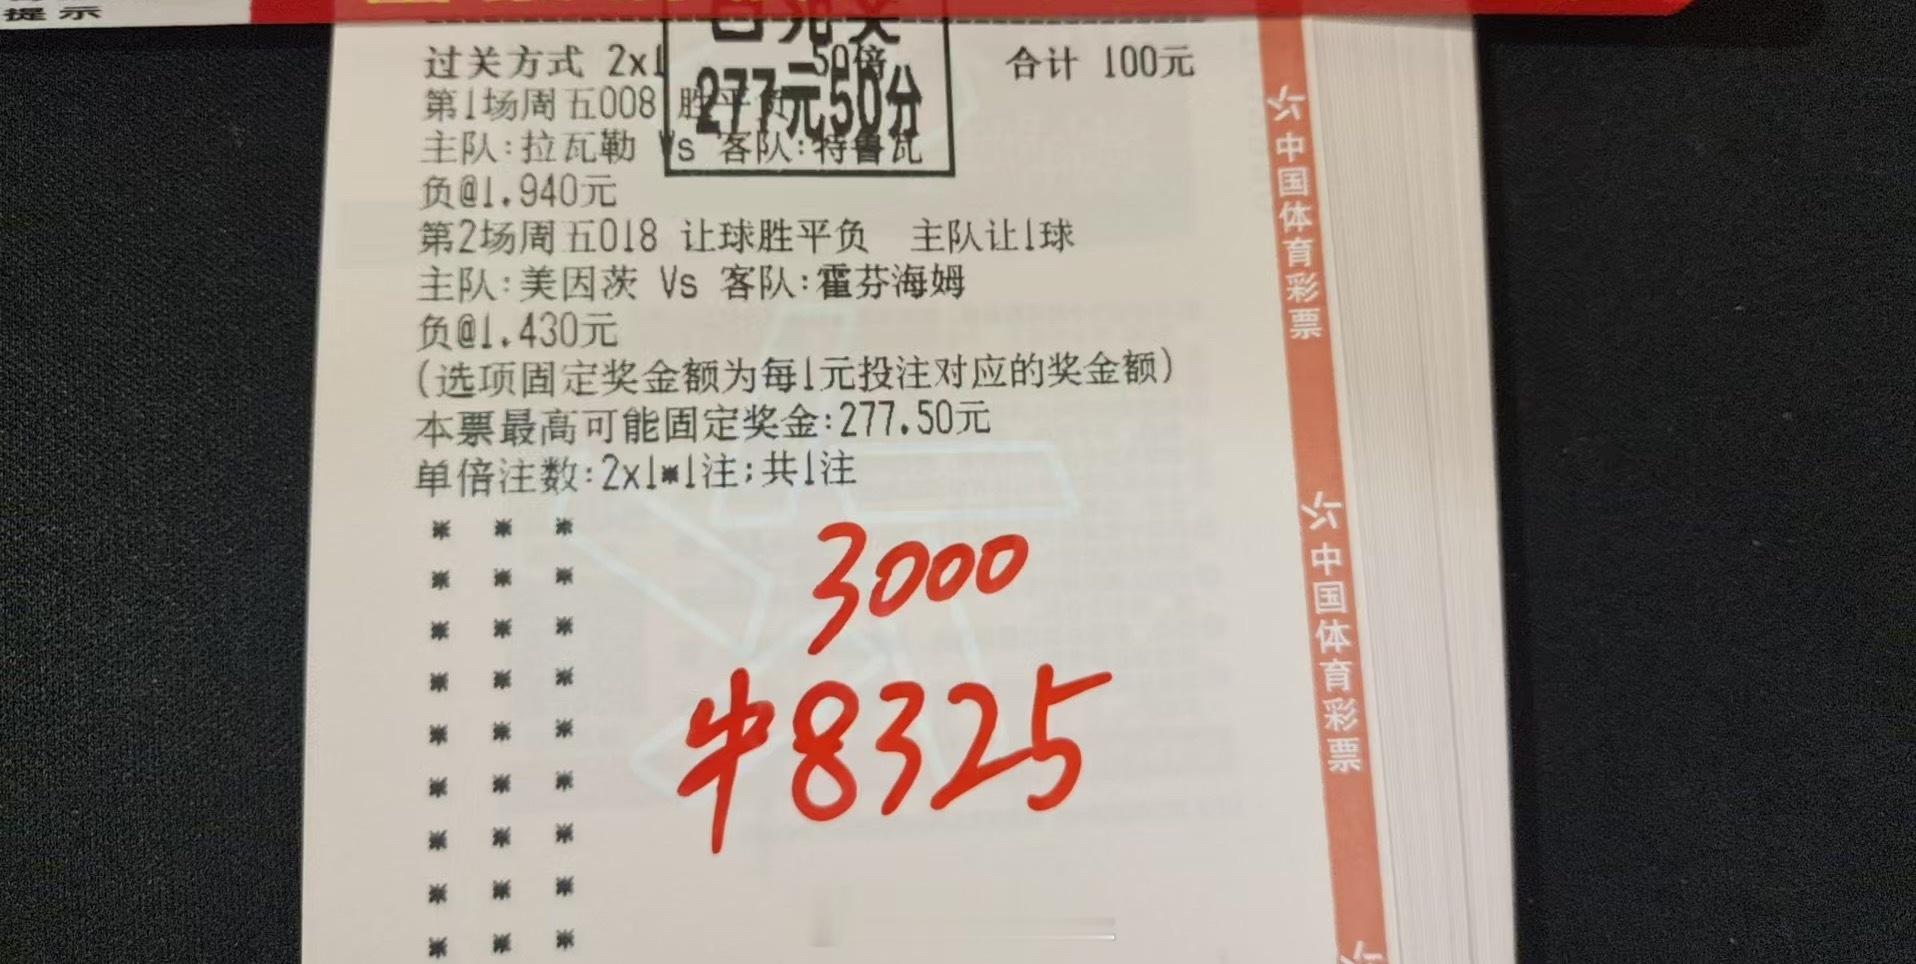 提示
过关方式 2x1 50倍 合计 100元
277元50分
第1场周五008 胜平负
主队:拉瓦勒 Vs 客队:特鲁瓦
负@1.940元
第2场周五018 让球胜平负 主队让1球
主队:美因茨 Vs 客队:霍芬海姆
负@1.430元
(选项固定奖金额为每1元投注对应的奖金额)
本票最高可能固定奖金:277.50元
单倍注数:2x1*1注;共1注
* * *
* * *
* * *
* * *
* * *
* * *
* * *
* * *
* * *
3000
中8325
中国体育彩票
中国体育彩票